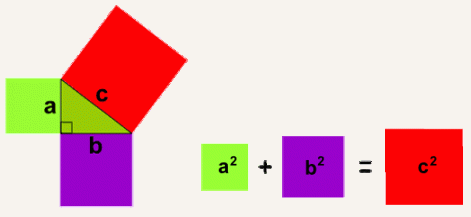 a
c
b
a² + b² = c²